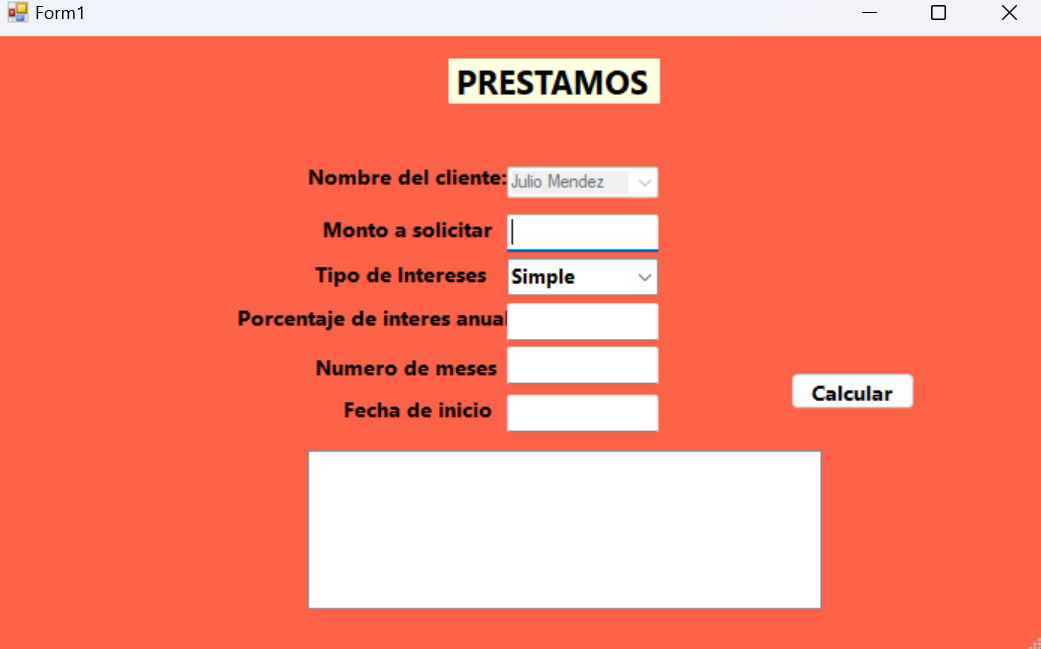 Form1
PRESTAMOS
Nombre del cliente: Julio Mendez
Monto a solicitar
Tipo de Intereses Simple
Porcentaje de interes anual
Numero de meses
Calcular
Fecha de inicio